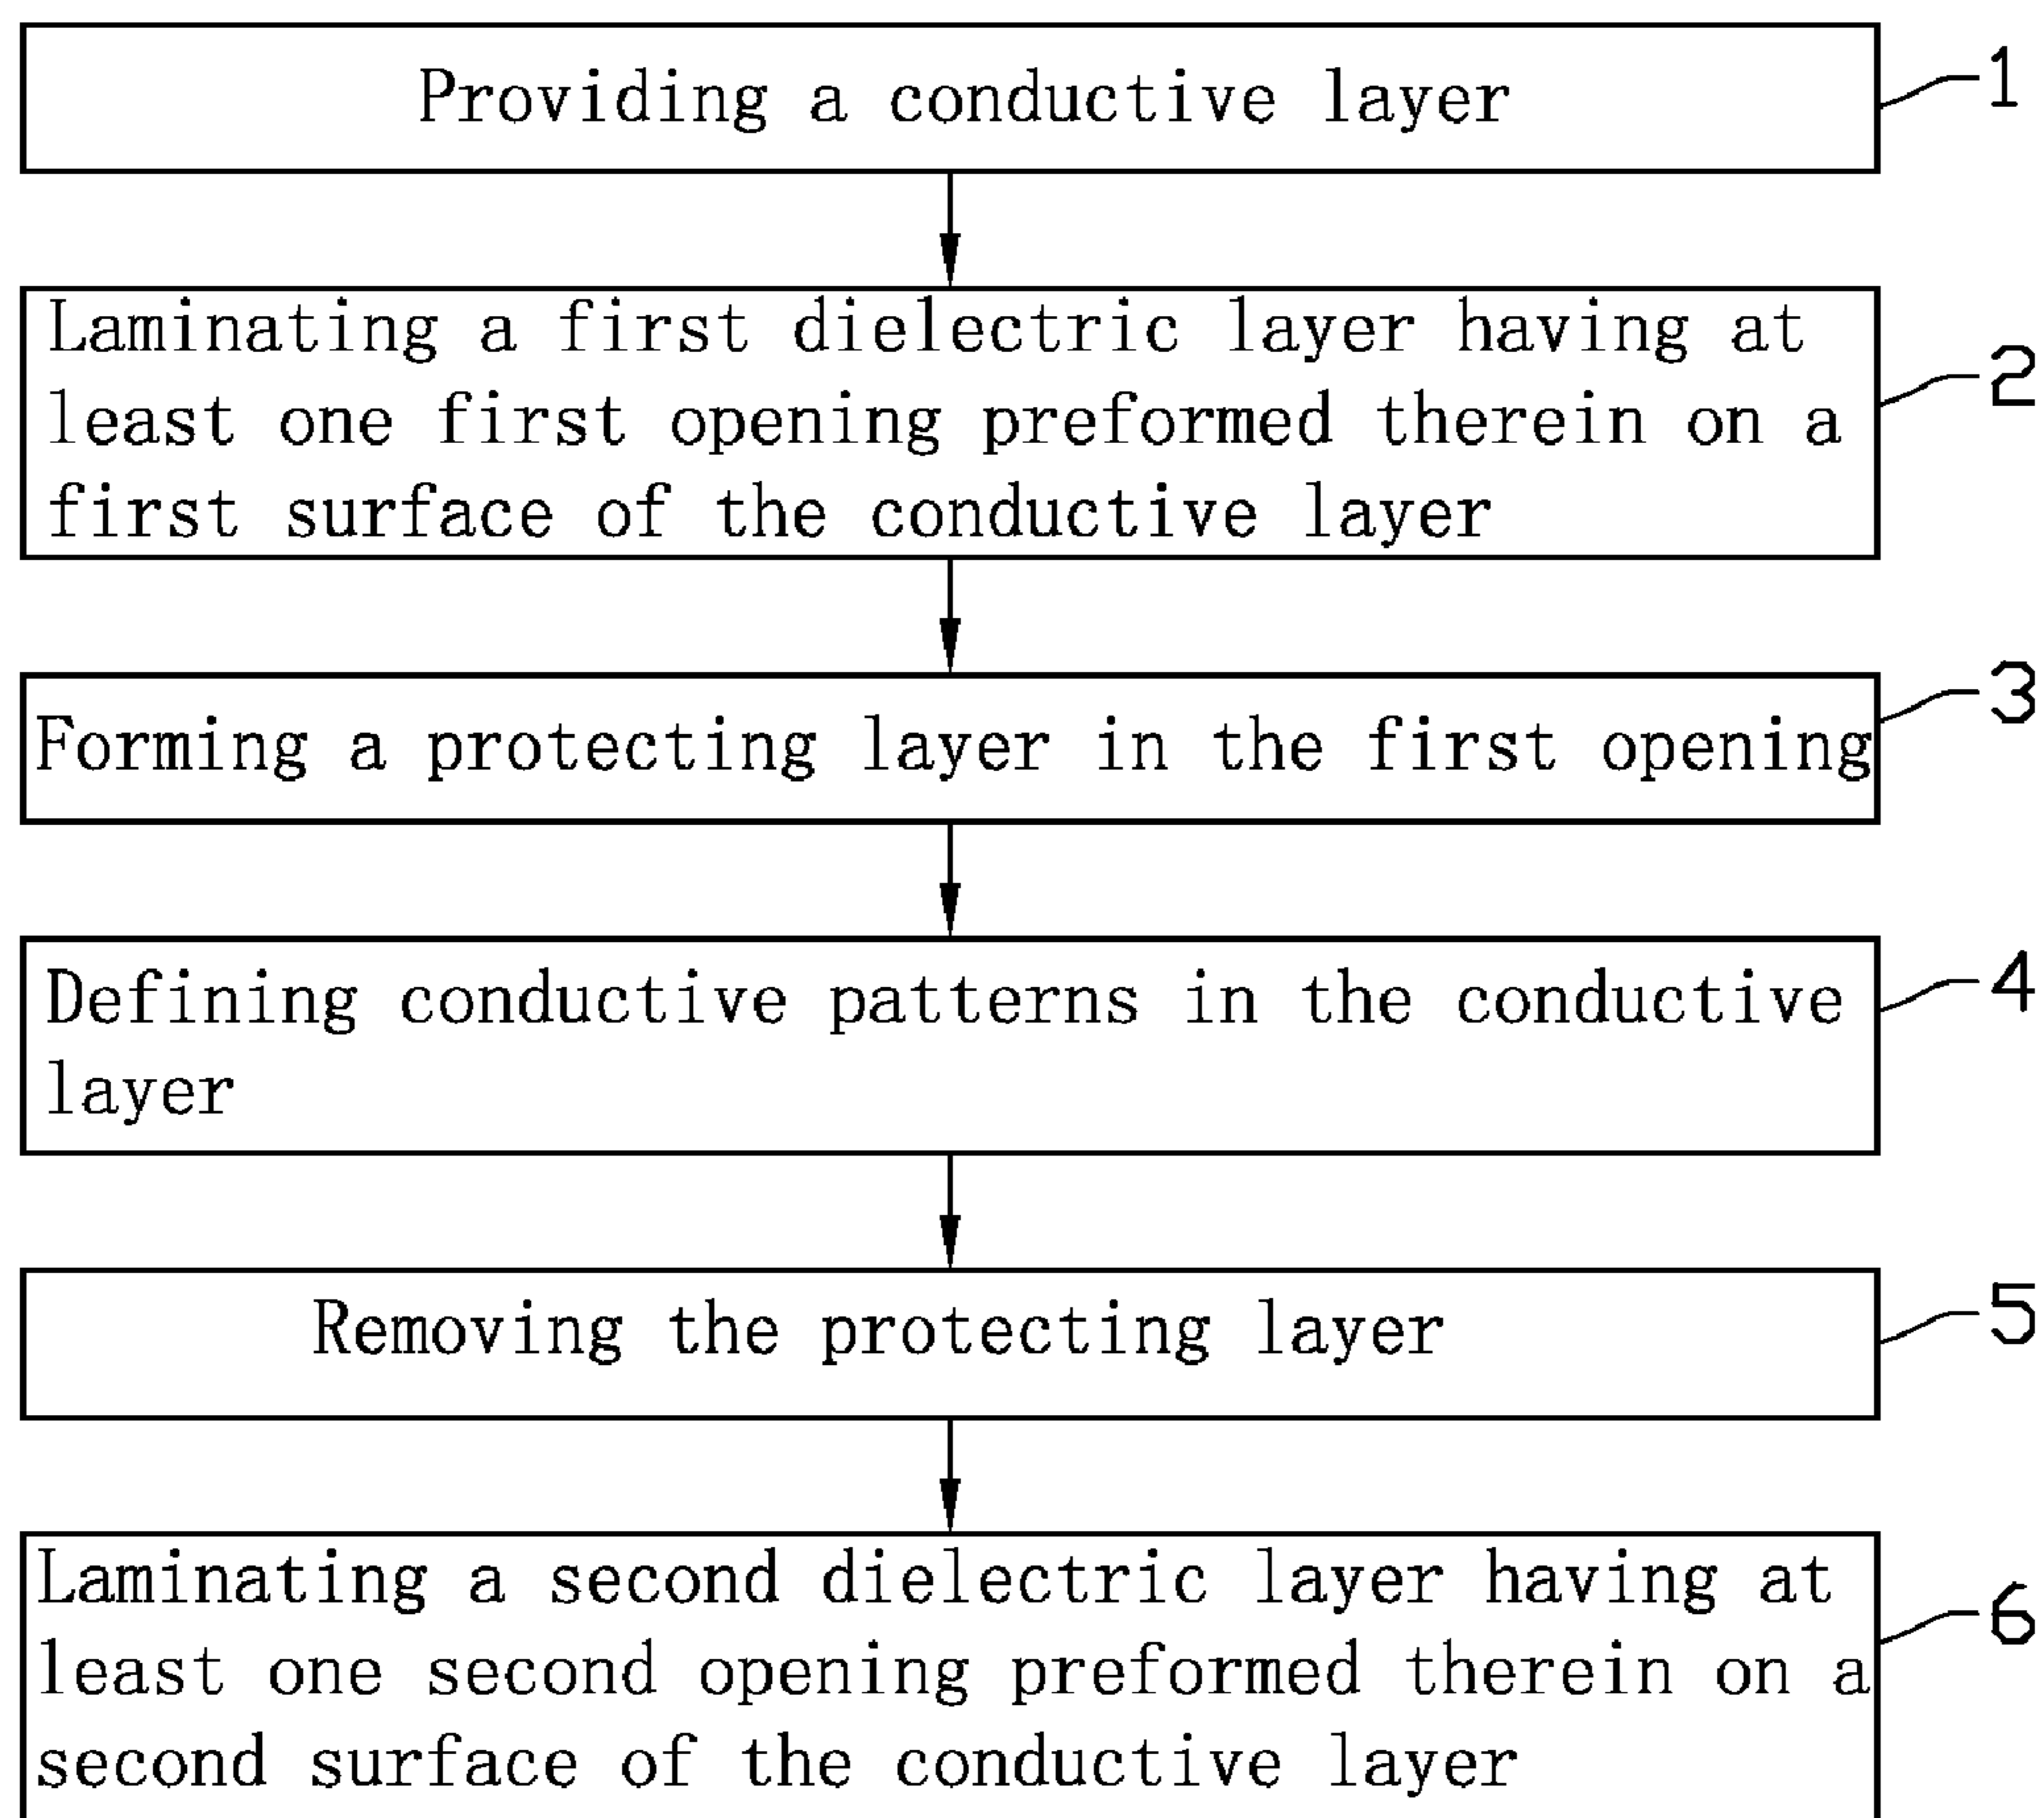 Providing a conductive layer
1
Laminating a first dielectric layer having at
least one first opening preformed therein on a
first surface of the conductive layer
2
Forming a protecting layer in the first opening
3
Defining conductive patterns in the conductive
layer
4
Removing the protecting layer
5
Laminating a second dielectric layer having at
least one second opening preformed therein on a
second surface of the conductive layer
6